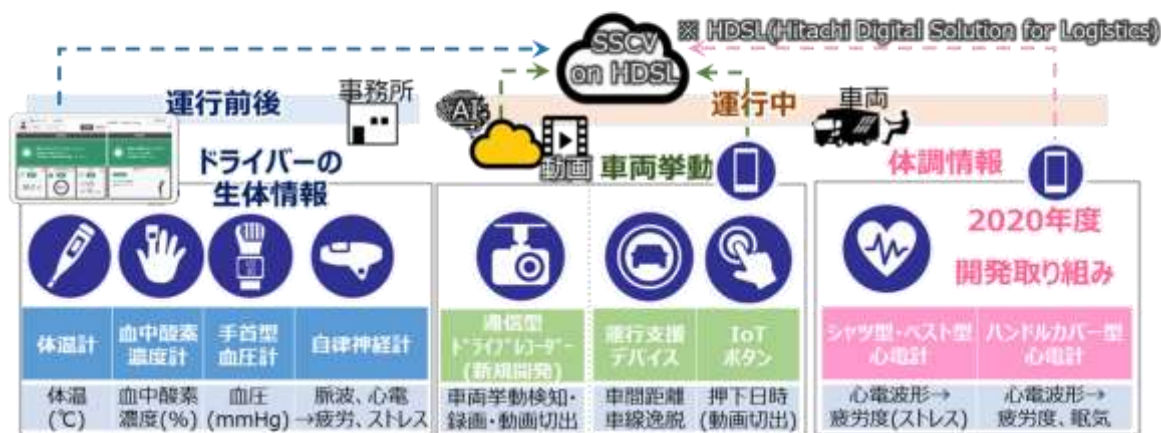 ※ HDSL(Hitachi Digital Solution for Logistics)
SSCV
on HDSL
運行前後
事務所
AI
運行中
車両
動画
車両挙動
体調情報
ドライバーの
生体情報
2020年度
開発取り組み
体温計
血中酸素
濃度計
手首型
血圧計
自律神経計
通信型
ﾄﾞﾗｲﾌﾞﾚｺｰﾀﾞｰ
(新規開発)
運行支援
デバイス
IoT
ボタン
シャツ型・ベスト型
心電計
ハンドルカバー型
心電計
体温
(℃)
血中酸素
濃度(%)
血圧
(mmHg)
脈波、心電
→疲労、ストレス
車両挙動検知・
録画・動画切出
車間距離
車線逸脱
押下日時
(動画切出)
心電波形→
疲労度(ストレス)
心電波形→
疲労度、眠気